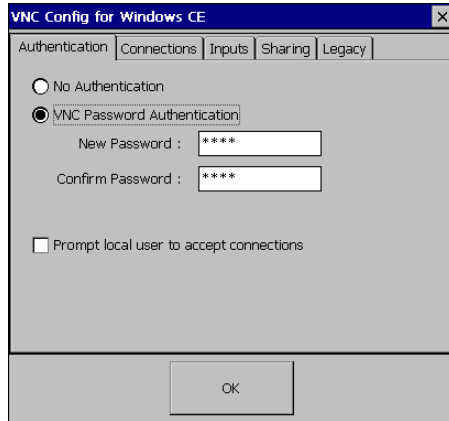 VNC Config for Windows CE
Authentication Connections Inputs Sharing Legacy
No Authentication
VNC Password Authentication
New Password : ****
Confirm Password : ****
Prompt local user to accept connections
OK